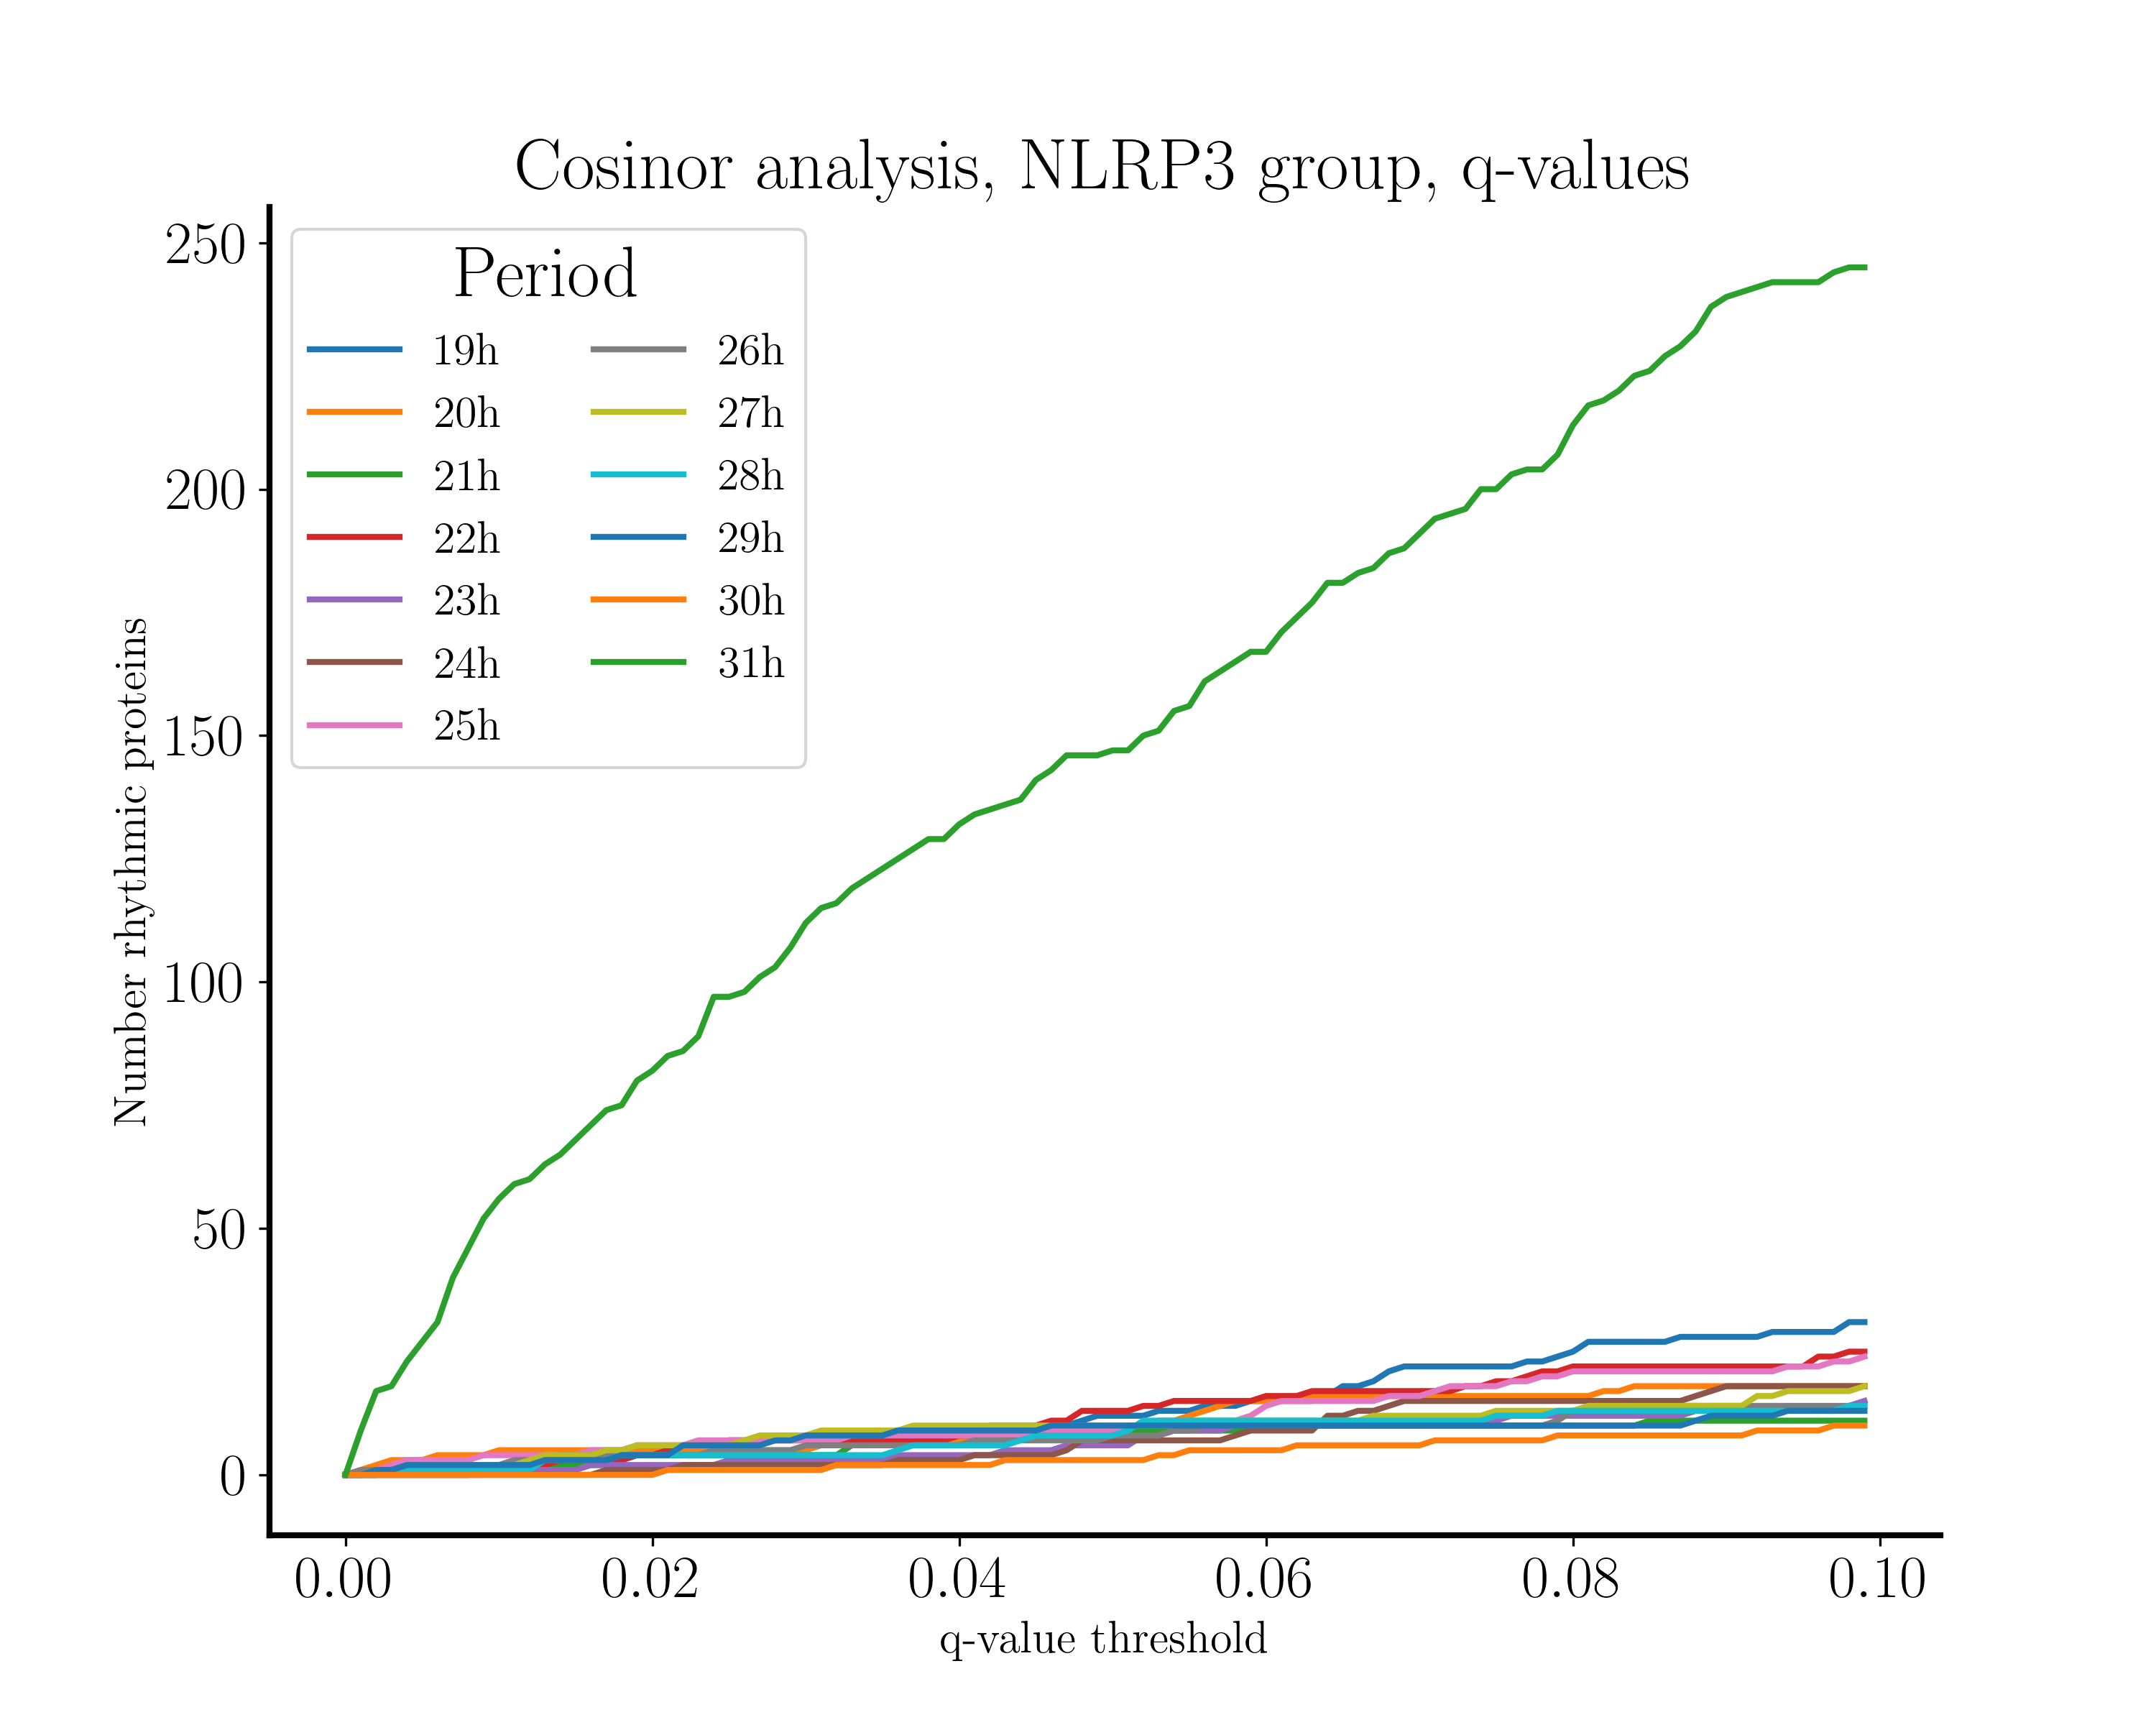 Cosinor analysis, NLRP3 group, q-values
Period
19h
20h
21h
22h
23h
24h
25h
26h
27h
28h
29h
30h
31h
Number rhythmic proteins
250
200
150
100
50
0
0.00
0.02
0.04
0.06
0.08
0.10
q-value threshold